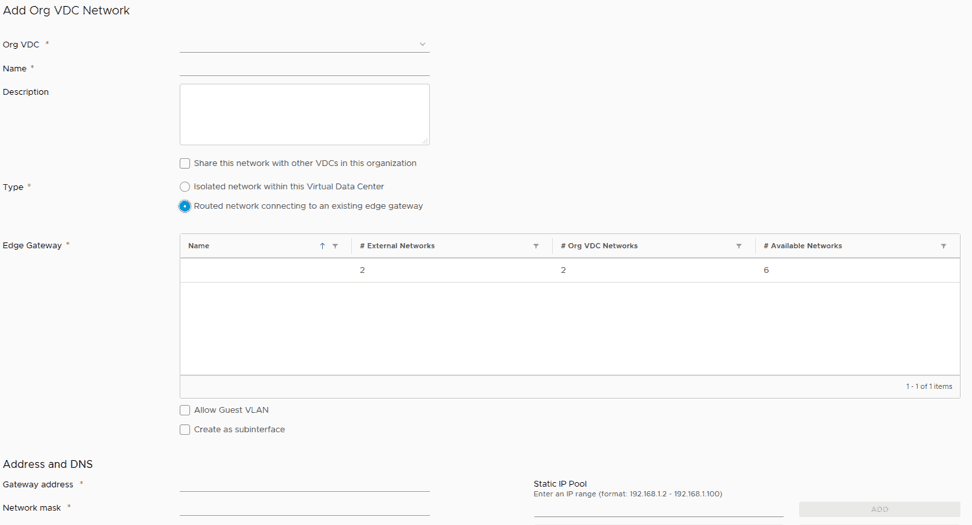 Add Org VDC Network
Org VDC *
Name *
Description
Share this network with other VDCs in this organization
Type *
Isolated network within this Virtual Data Center
Routed network connecting to an existing edge gateway
Edge Gateway *
Name # External Networks # Org VDC Networks # Available Networks
2 2 6
1 - 1 of 1 items
Allow Guest VLAN
Create as subinterface
Address and DNS
Gateway address *
Static IP Pool
Enter an IP range (format: 192.168.1.2 - 192.168.1.100)
Network mask *
ADD